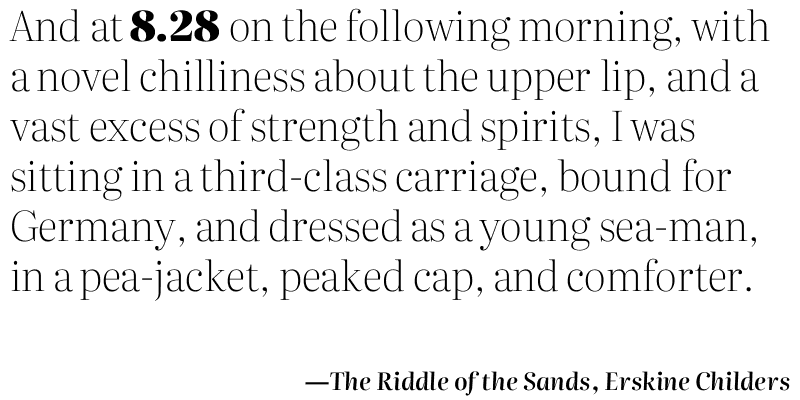 And at 8.28 on the following morning, with
a novel chilliness about the upper lip, and a
vast excess of strength and spirits, I was
sitting in a third-class carriage, bound for
Germany, and dressed as a young sea-man,
in a pea-jacket, peaked cap, and comforter.
—The Riddle of the Sands, Erskine Childers